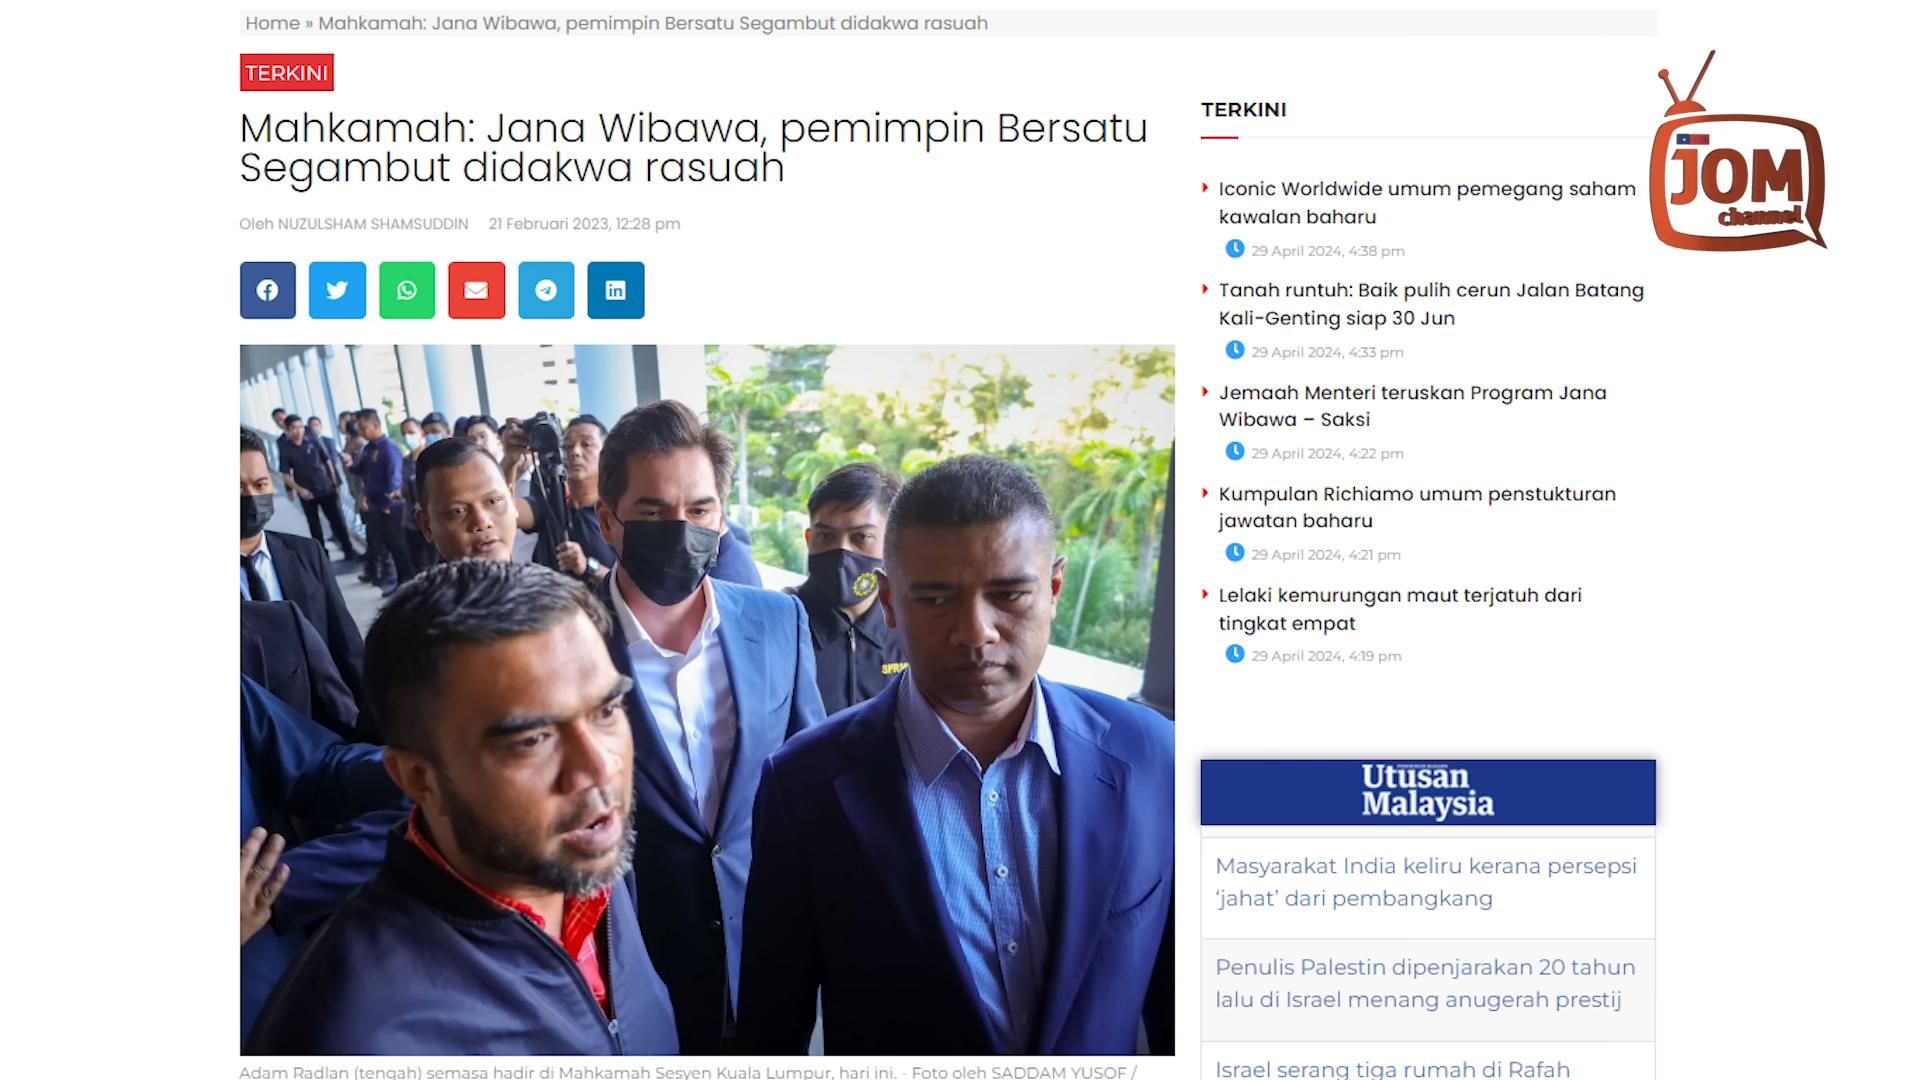 Home » Mahkamah: Jana Wibawa, pemimpin Bersatu Segambut didakwa rasuah
TERKINI
Mahkamah: Jana Wibawa, pemimpin Bersatu
Segambut didakwa rasuah
Oleh NUZULSHAM SHAMSUDDIN 21 Februari 2023, 12:28 pm
SPRM
Adam Radlan (tengah) semasa hadir di Mahkamah Sesyen Kuala Lumpur, hari ini. - Foto oleh SADDAM YUSOF /
TERKINI
Iconic Worldwide umum pemegang saham
kawalan baharu
29 April 2024, 4:38 pm
Tanah runtuh: Baik pulih cerun Jalan Batang
Kali-Genting siap 30 Jun
29 April 2024, 4:33 pm
Jemaah Menteri teruskan Program Jana
Wibawa – Saksi
29 April 2024, 4:22 pm
Kumpulan Richiamo umum penstukturan
jawatan baharu
29 April 2024, 4:21 pm
Lelaki kemurungan maut terjatuh dari
tingkat empat
29 April 2024, 4:19 pm
Utusan
Malaysia
Masyarakat India keliru kerana persepsi
‘jahat’ dari pembangkang
Penulis Palestin dipenjarakan 20 tahun
lalu di Israel menang anugerah prestij
Israel serang tiga rumah di Rafah
JOM
channel